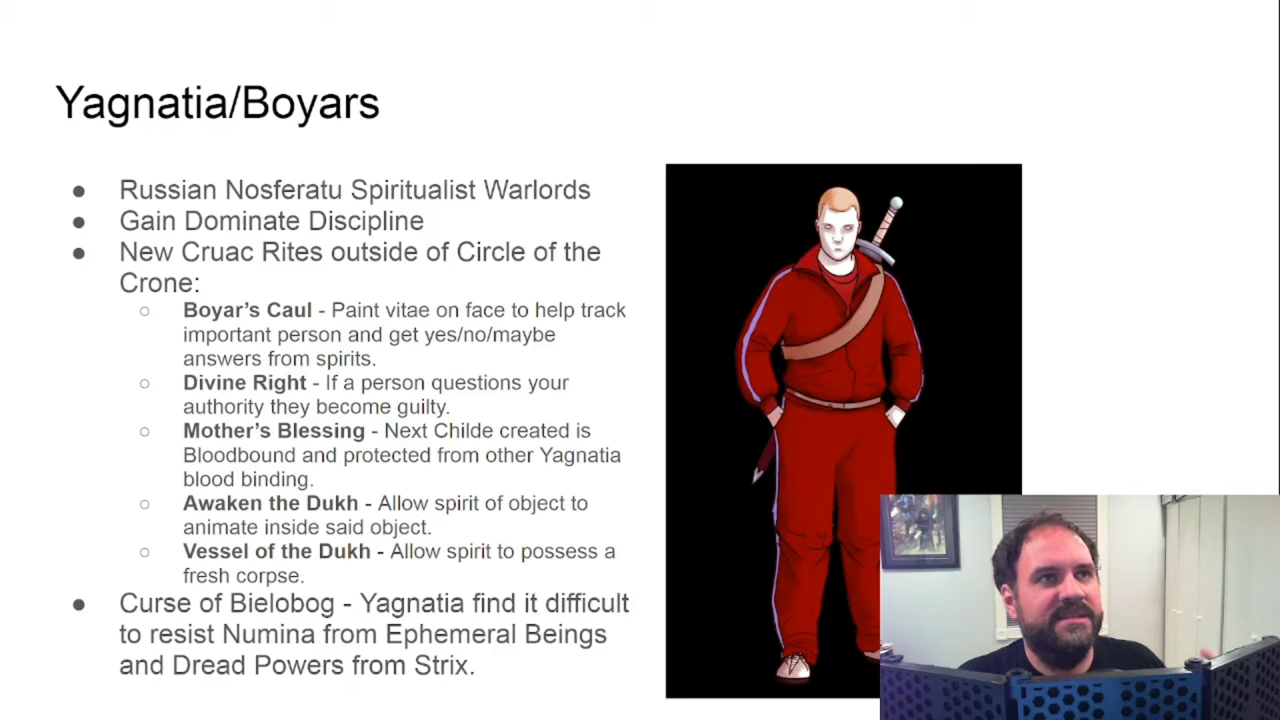 Yagnatia/Boyars
● Russian Nosferatu Spiritualist Warlords
● Gain Dominate Discipline
● New Cruac Rites outside of Circle of the
Crone:
○ Boyar’s Caul - Paint vitae on face to help track
important person and get yes/no/maybe
answers from spirits.
○ Divine Right - If a person questions your
authority they become guilty.
○ Mother’s Blessing - Next Childe created is
Bloodbound and protected from other Yagnatia
blood binding.
○ Awaken the Dukh - Allow spirit of object to
animate inside said object.
○ Vessel of the Dukh - Allow spirit to possess a
fresh corpse.
● Curse of Bielobog - Yagnatia find it difficult
to resist Numina from Ephemeral Beings
and Dread Powers from Strix.